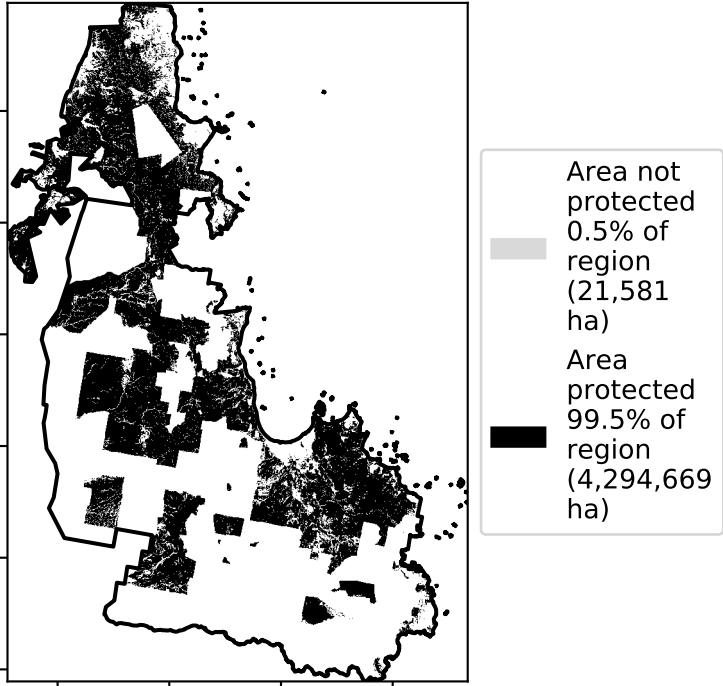 Area not
protected
0.5% of
region
(21,581
ha)
Area
protected
99.5% of
region
(4,294,669
ha)